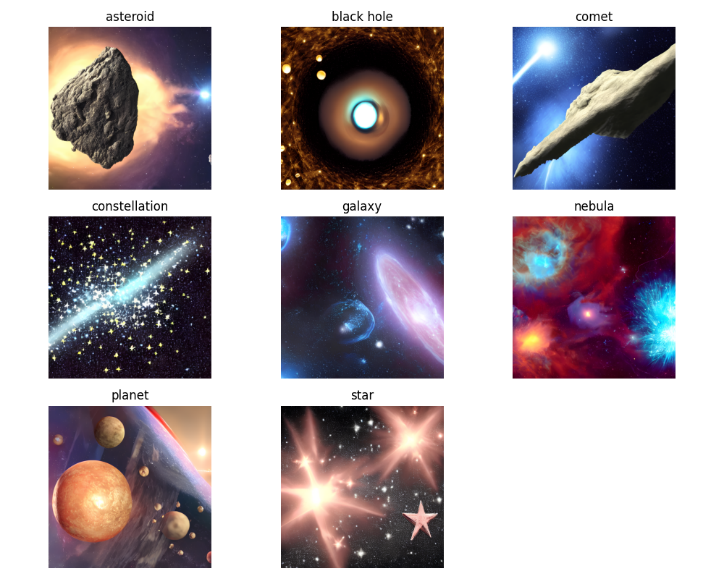 asteroid
black hole
comet
constellation
galaxy
nebula
planet
star